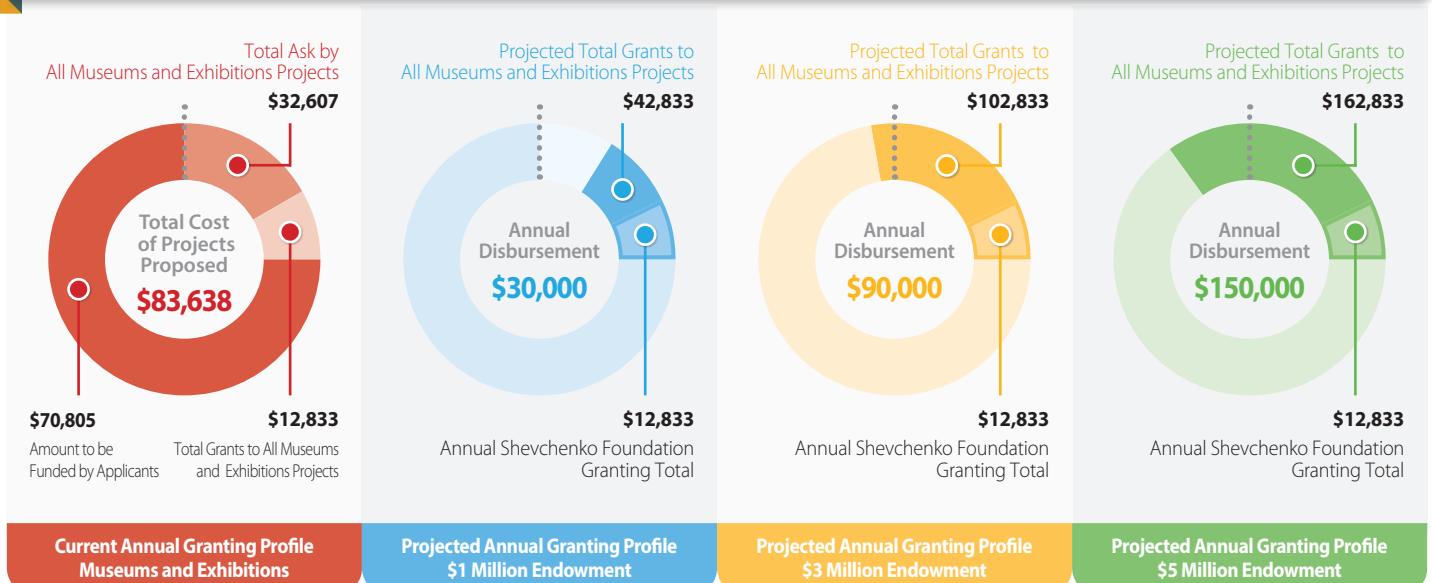 Total Ask by
All Museums and Exhibitions Projects
$32,607
Total Cost
of Projects
Proposed
$83,638
$70,805
Amount to be
Funded by Applicants
$12,833
Total Grants to All Museums
and Exhibitions Projects
Current Annual Granting Profile
Museums and Exhibitions
Projected Total Grants to
All Museums and Exhibitions Projects
$42,833
Annual
Disbursement
$30,000
$12,833
Annual Shevchenko Foundation
Granting Total
Projected Annual Granting Profile
$1 Million Endowment
Projected Total Grants to
All Museums and Exhibitions Projects
$102,833
Annual
Disbursement
$90,000
$12,833
Annual Shevchenko Foundation
Granting Total
Projected Annual Granting Profile
$3 Million Endowment
Projected Total Grants to
All Museums and Exhibitions Projects
$162,833
Annual
Disbursement
$150,000
$12,833
Annual Shevchenko Foundation
Granting Total
Projected Annual Granting Profile
$5 Million Endowment